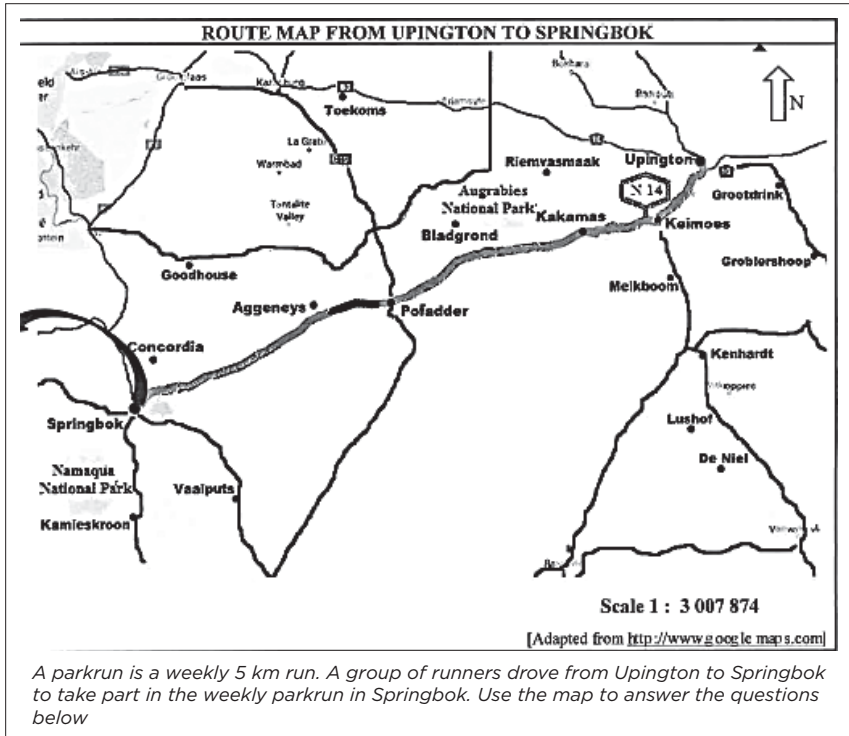 ROUTE MAP FROM UPINGTON TO SPRINGBOK
N
Toekoms
La Grab
Warmbad
Riemvasmaak
Upington
N 14
Grootdrink
Tontelite
Valley
Augrabies
National Park
Kakamas
Keimoes
Bladgrond
Groblershoop
Goodhouse
Melkboom
Aggeneys
Pofadder
Concordia
Kenhardt
Springbok
Lushof
De Niel
Namaqua
National Park
Vaalputs
Kamieskroon
Scale 1 : 3 007 874
[Adapted from http://www.google maps.com]
A parkrun is a weekly 5 km run. A group of runners drove from Upington to Springbok
to take part in the weekly parkrun in Springbok. Use the map to answer the questions
below